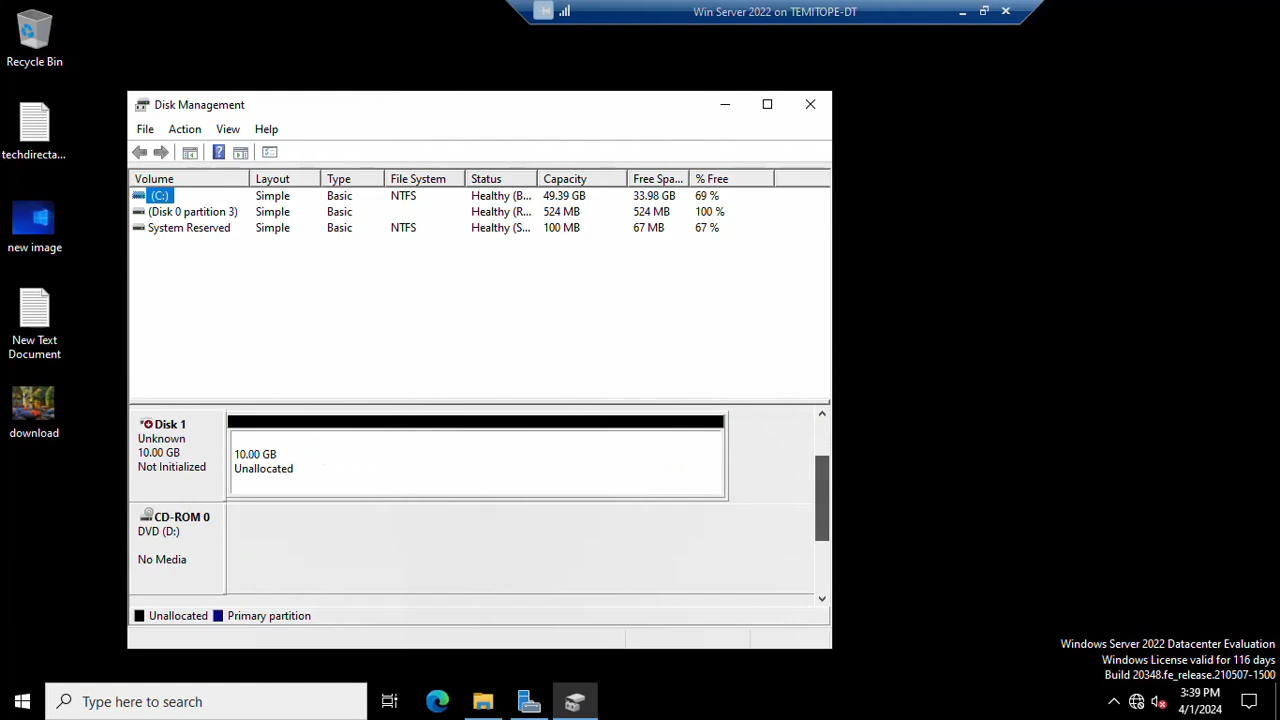 Win Server 2022 on TEMITOPE-DT
Recycle Bin
techdirecta...
new image
New Text
Document
download
Disk Management
File Action View Help
Volume Layout Type File System Status Capacity Free Spa... % Free
(C:) Simple Basic NTFS Healthy (B... 49.39 GB 33.98 GB 69 %
(Disk 0 partition 3) Simple Basic Healthy (R... 524 MB 524 MB 100 %
System Reserved Simple Basic NTFS Healthy (S... 100 MB 67 MB 67 %
Disk 1
Unknown
10.00 GB
Not Initialized
10.00 GB
Unallocated
CD-ROM 0
DVD (D:)
No Media
Unallocated Primary partition
Windows Server 2022 Datacenter Evaluation
Windows License valid for 116 days
Build 20348.fe_release.210507-1500
Type here to search
3:39 PM
4/1/2024